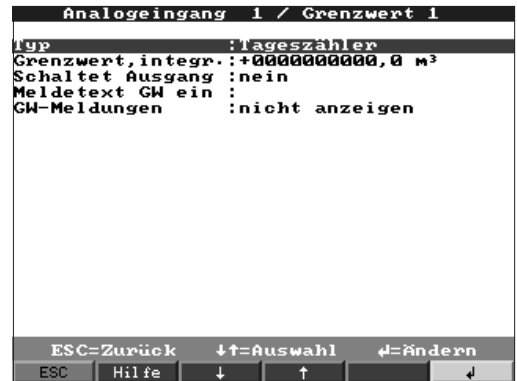 Analogeingang 1 / Grenzwert 1
Typ :Tageszähler
Grenzwert,integr.:+0000000000,0 m³
Schaltet Ausgang :nein
Meldetext GW ein :
GW-Meldungen :nicht anzeigen
ESC=Zurück ↓↑=Auswahl ↲=Ändern
ESC Hilfe ↓ ↑ ↲